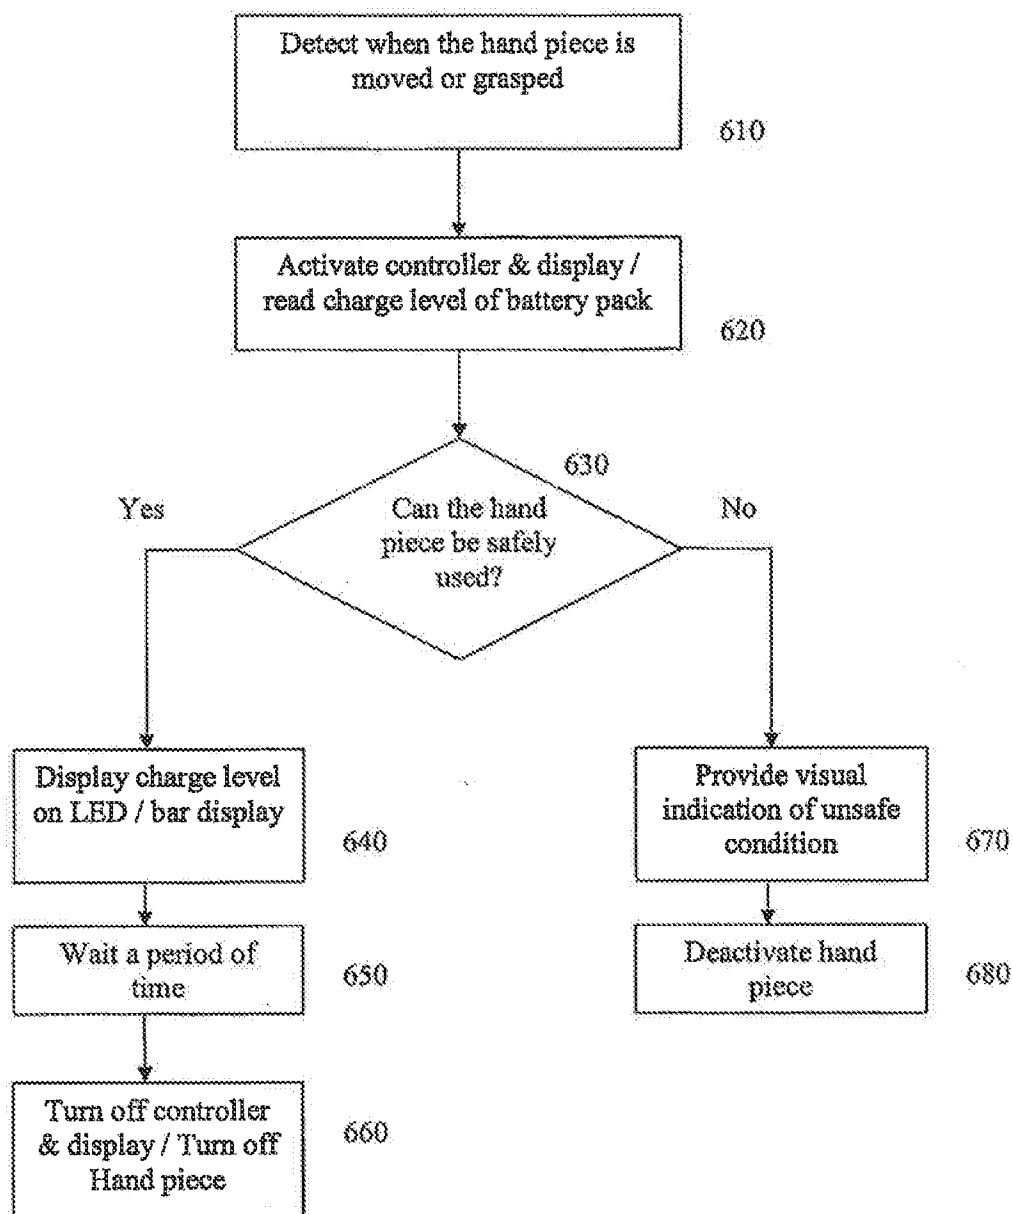 Detect when the hand piece is
moved or grasped
610
Activate controller & display /
read charge level of battery pack
620
630
Yes
Can the hand
piece be safely
used?
No
Display charge level
on LED / bar display
640
Provide visual
indication of unsafe
condition
670
Wait a period of
time
650
Deactivate hand
piece
680
Turn off controller
& display / Turn off
Hand piece
660